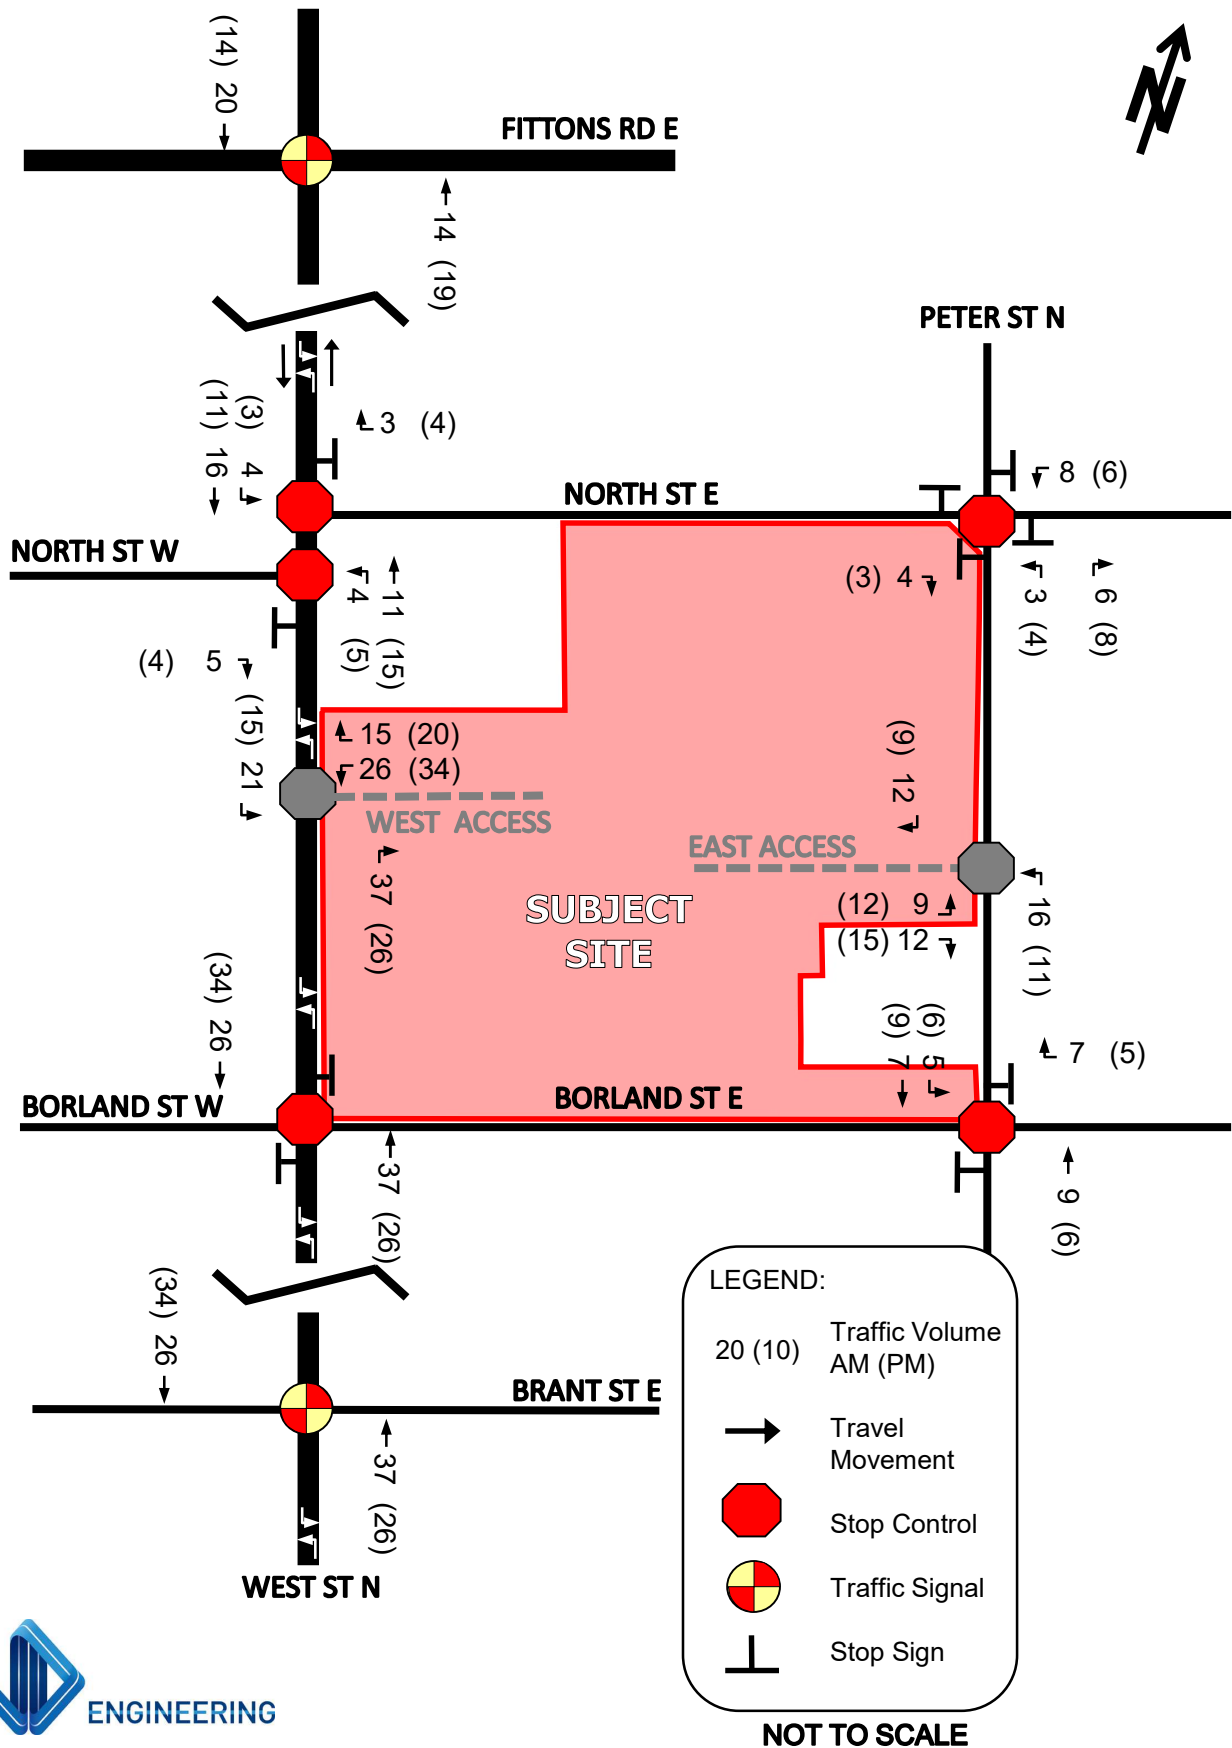 (14) 20
FITTONS RD E
N
14 (19)
PETER ST N
(3) 4
(11) 16
3 (4)
8 (6)
NORTH ST E
NORTH ST W
(3) 4
3 (4)
6 (8)
4 (5)
11 (15)
(4) 5
(15) 21
15 (20)
26 (34)
WEST ACCESS
(9) 12
EAST ACCESS
37 (26)
SUBJECT
SITE
(12) 9
(15) 12
16 (11)
(34) 26
(6) 5
(9) 7
7 (5)
BORLAND ST W
BORLAND ST E
37 (26)
9 (6)
(34) 26
BRANT ST E
37 (26)
WEST ST N
LEGEND:
20 (10)
Traffic Volume
AM (PM)
Travel
Movement
Stop Control
Traffic Signal
Stop Sign
NOT TO SCALE
ENGINEERING